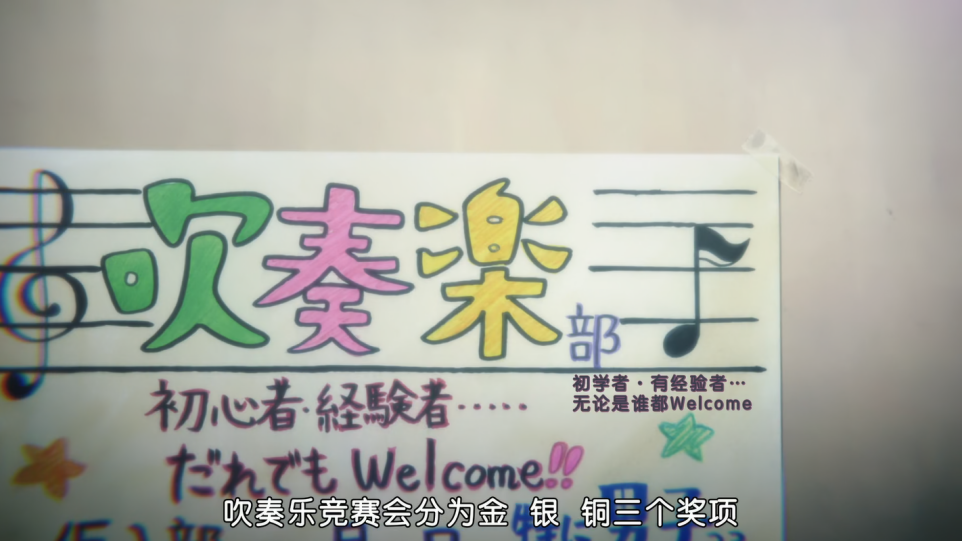 吹奏楽部
初心者・経験者‥‥‥
初学者・有经验者…
无论是谁都Welcome
だれでもWelcome!!
吹奏乐竞赛会分为金 银 铜三个奖项